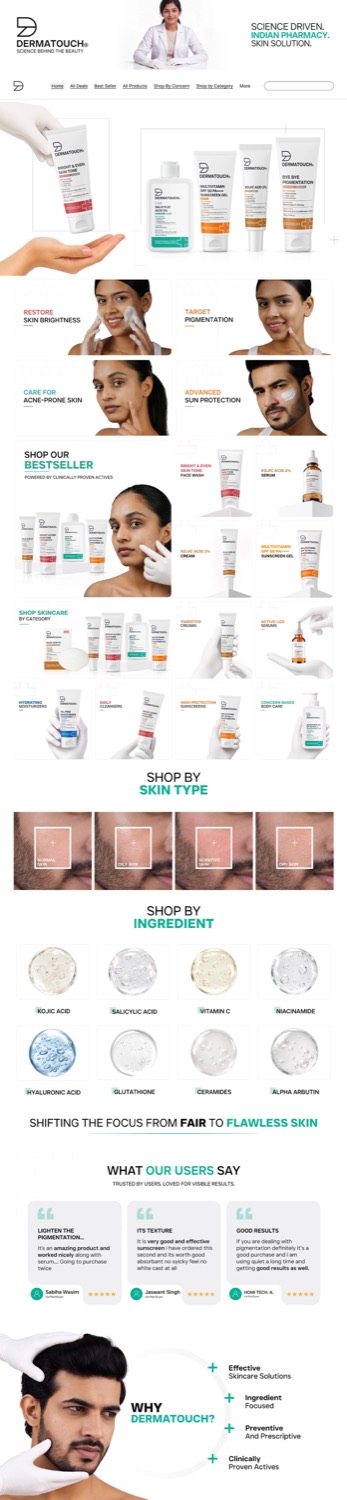 DERMATOUCH®
SCIENCE BEHIND THE BEAUTY
SCIENCE DRIVEN.
INDIAN PHARMACY.
SKIN SOLUTION.
Home All Deals Best Seller All Products Shop By Concern Shop by Category More
DERMATOUCH
BRIGHT & EVEN
SKIN TONE
DERMATOUCH
SALICYLIC
ACID 2%
DERMATOUCH
MULTIVITAMIN
SUNSCREEN GEL
DERMATOUCH
KOJIC ACID 2%
DERMATOUCH
BYE BYE
PIGMENTATION
RESTORE
SKIN BRIGHTNESS
TARGET
PIGMENTATION
CARE FOR
ACNE-PRONE SKIN
ADVANCED
SUN PROTECTION
SHOP OUR
BESTSELLER
POWERED BY CLINICALLY PROVEN ACTIVES
BRIGHT & EVEN
SKIN TONE
FACE WASH
KOJIC ACID 2%
SERUM
KOJIC ACID 2%
CREAM
MULTIVITAMIN
SUNSCREEN GEL
SHOP SKINCARE
BY CATEGORY
TARGETED
CREAMS
ACTIVE-LED
SERUMS
HYDRATING
MOISTURIZERS
DAILY
CLEANSERS
HIGH-PROTECTION
SUNSCREENS
CONCERN-BASED
BODY CARE
SHOP BY
SKIN TYPE
NORMAL
SKIN
OILY SKIN
SENSITIVE
SKIN
DRY SKIN
SHOP BY
INGREDIENT
KOJIC ACID
SALICYLIC ACID
VITAMIN C
NIACINAMIDE
HYALURONIC ACID
GLUTATHIONE
CERAMIDES
ALPHA ARBUTIN
SHIFTING THE FOCUS FROM FAIR TO FLAWLESS SKIN
WHAT OUR USERS SAY
TRUSTED BY USERS. LOVED FOR VISIBLE RESULTS.
LIGHTEN THE
PIGMENTATION...
It's an amazing product and
worked nicely along with
serum... Going to purchase
twice
Sabiha Wasim
ITS TEXTURE
It is very good and effective
sunscreen i have ordered this
second and its worth good
absorbant no sticky feel no
white cast at all
Jaswant Singh
GOOD RESULTS
If you are dealing with
pigmentation definitely it's a
good purchase and i am
using quiet a long time and
getting good results as well.
HOMI TECH. A.
WHY
DERMATOUCH?
Effective
Skincare Solutions
Ingredient
Focused
Preventive
And Prescriptive
Clinically
Proven Actives